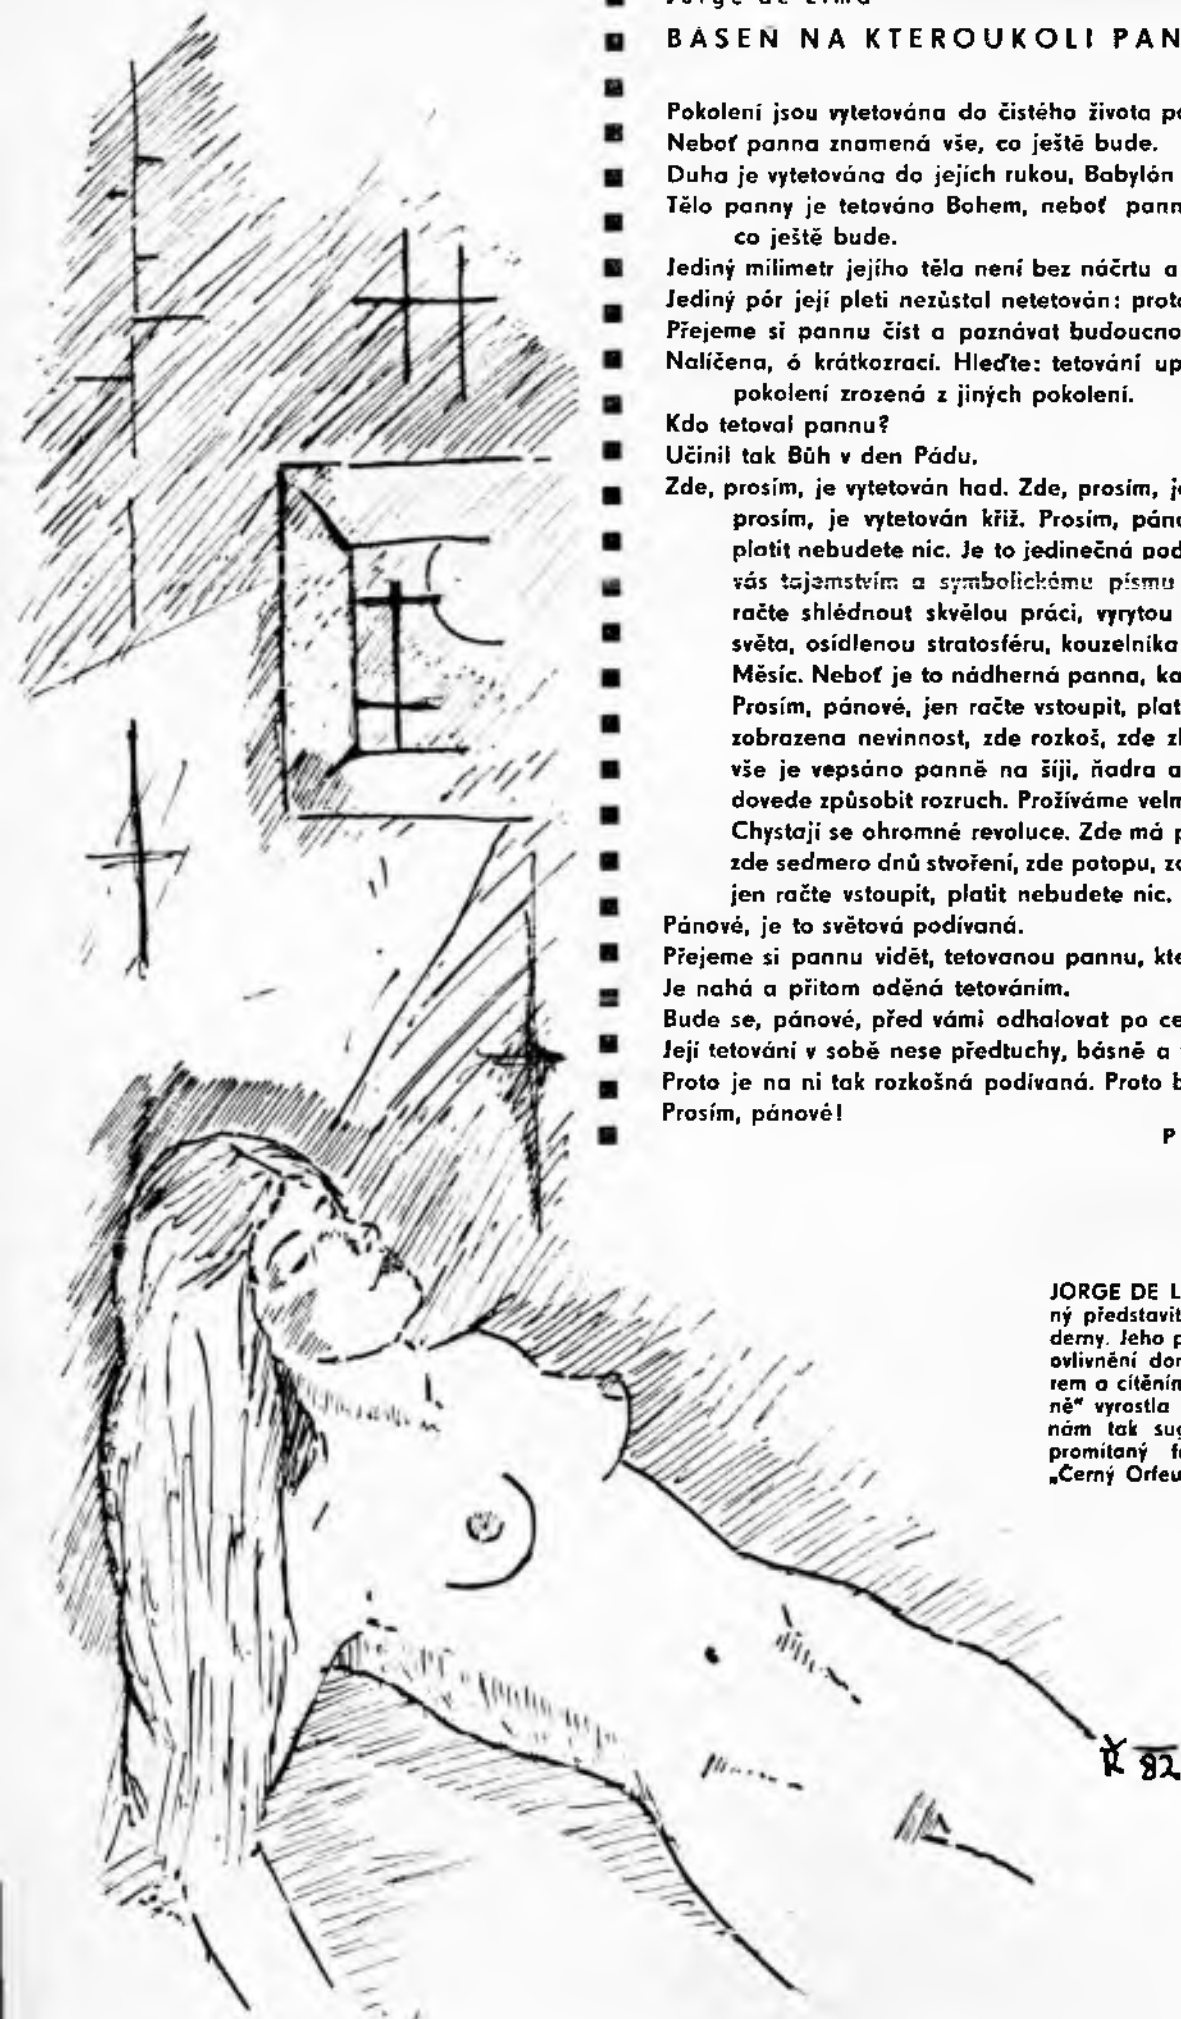 BÁSEŇ NA KTEROUKOLI PAN
Pokolení jsou vytetována do čistého života
Neboť panna znamená vše, co ještě bude.
Duha je vytetována do jejích rukou, Babylón
Tělo panny je tetováno Bohem, neboť pann
co ještě bude.
Jediný milimetr jejího těla není bez náčrtu a
Jediný pór její pleti nezůstal netetován: proto
Přejeme si pannu číst a poznávat budoucno
Nalíčena, ó krátkozrací. Hleďte: tetování up
pokolení zrozená z jiných pokolení.
Kdo tetoval pannu?
Učinil tak Bůh v den Pádu.
Zde, prosím, je vytetován had. Zde, prosím, je
prosím, je vytetován kříž. Prosím, páno
platit nebudete nic. Je to jedinečná pod
vás tajemstvím a symbolickému písmu
račte shlédnout skvělou práci, vyrytou
světa, osídlenou stratosféru, kouzelníka
Měsíc. Neboť je to nádherná panna, ka
Prosím, pánové, jen račte vstoupit, plat
zobrazena nevinnost, zde rozkoš, zde zl
vše je vepsáno panně na šíji, ňadra a
dovede způsobit rozruch. Prožíváme velm
Chystají se ohromné revoluce. Zde má p
zde sedmero dnů stvoření, zde potopu, zd
jen račte vstoupit, platit nebudete nic.
Pánové, je to světová podívaná.
Přejeme si pannu vidět, tetovanou pannu, kte
Je nahá a přitom oděná tetováním.
Bude se, pánové, před vámi odhalovat po ce
Její tetování v sobě nese předtuchy, básně a
Proto je na ni tak rozkošná podívaná. Proto b
Prosím, pánové!
P
JORGE DE L
ný představit
derny. Jeho p
ovlivnění dom
rem a cítěním
ně" vyrostla
nám tak sug
promítaný f
„Černý Orfeu
Ř 82